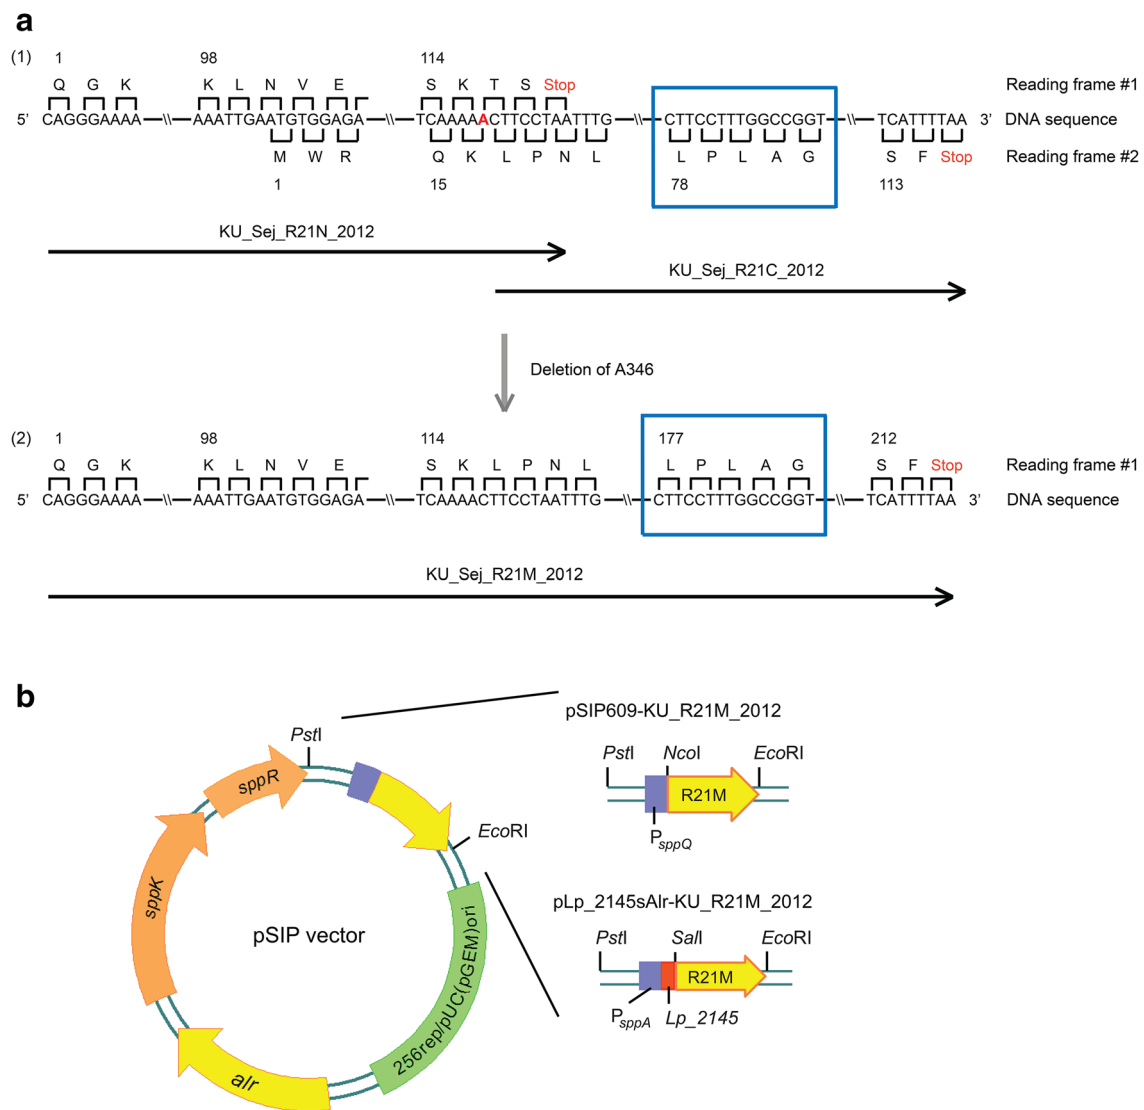 a
(1) 1 98 114
Q G K K L N V E S K T S Stop Reading frame #1
5' CAGGGAAAA \\ AAATTGAATGTGGAGA \\ TCAAAAACTTCCTAATTTG \\ CTTCCTTTGGCCGGT \\ TCATTTTAA 3' DNA sequence
M W R Q K L P N L L P L A G S F Stop Reading frame #2
1 15 78 113
KU_Sej_R21N_2012
KU_Sej_R21C_2012
Deletion of A346
(2) 1 98 114 177 212
Q G K K L N V E S K L P N L L P L A G S F Stop Reading frame #1
5' CAGGGAAAA \\ AAATTGAATGTGGAGA \\ TCAAAACTTCCTAATTTG \\ CTTCCTTTGGCCGGT \\ TCATTTTAA 3' DNA sequence
KU_Sej_R21M_2012
b
PstI
sppR
EcoRI
sppK
pSIP vector
256rep/pUC(pGEM)ori
alr
pSIP609-KU_R21M_2012
PstI NcoI EcoRI
R21M
PsppQ
pLp_2145sAlr-KU_R21M_2012
PstI SalI EcoRI
R21M
PsppA Lp_2145